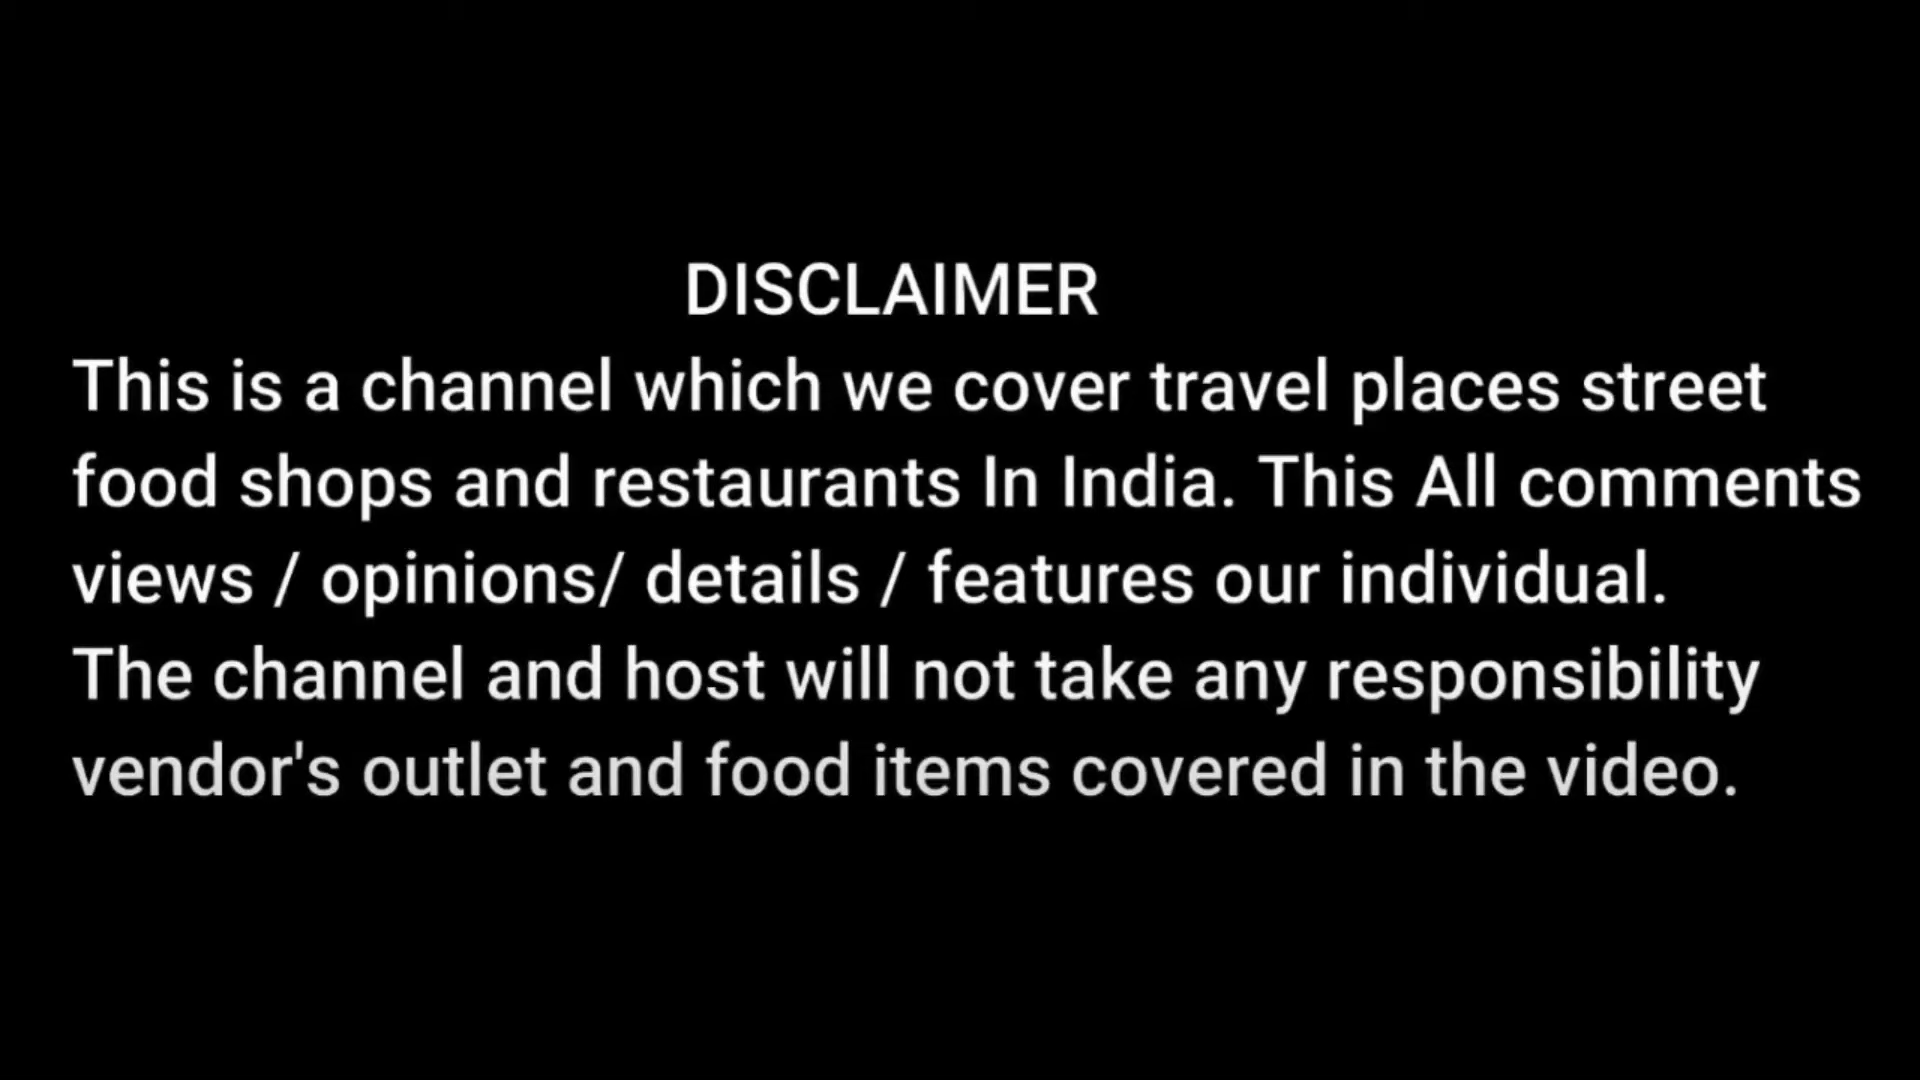 DISCLAIMER
This is a channel which we cover travel places street
food shops and restaurants In India. This All comments
views / opinions/ details / features our individual.
The channel and host will not take any responsibility
vendor's outlet and food items covered in the video.